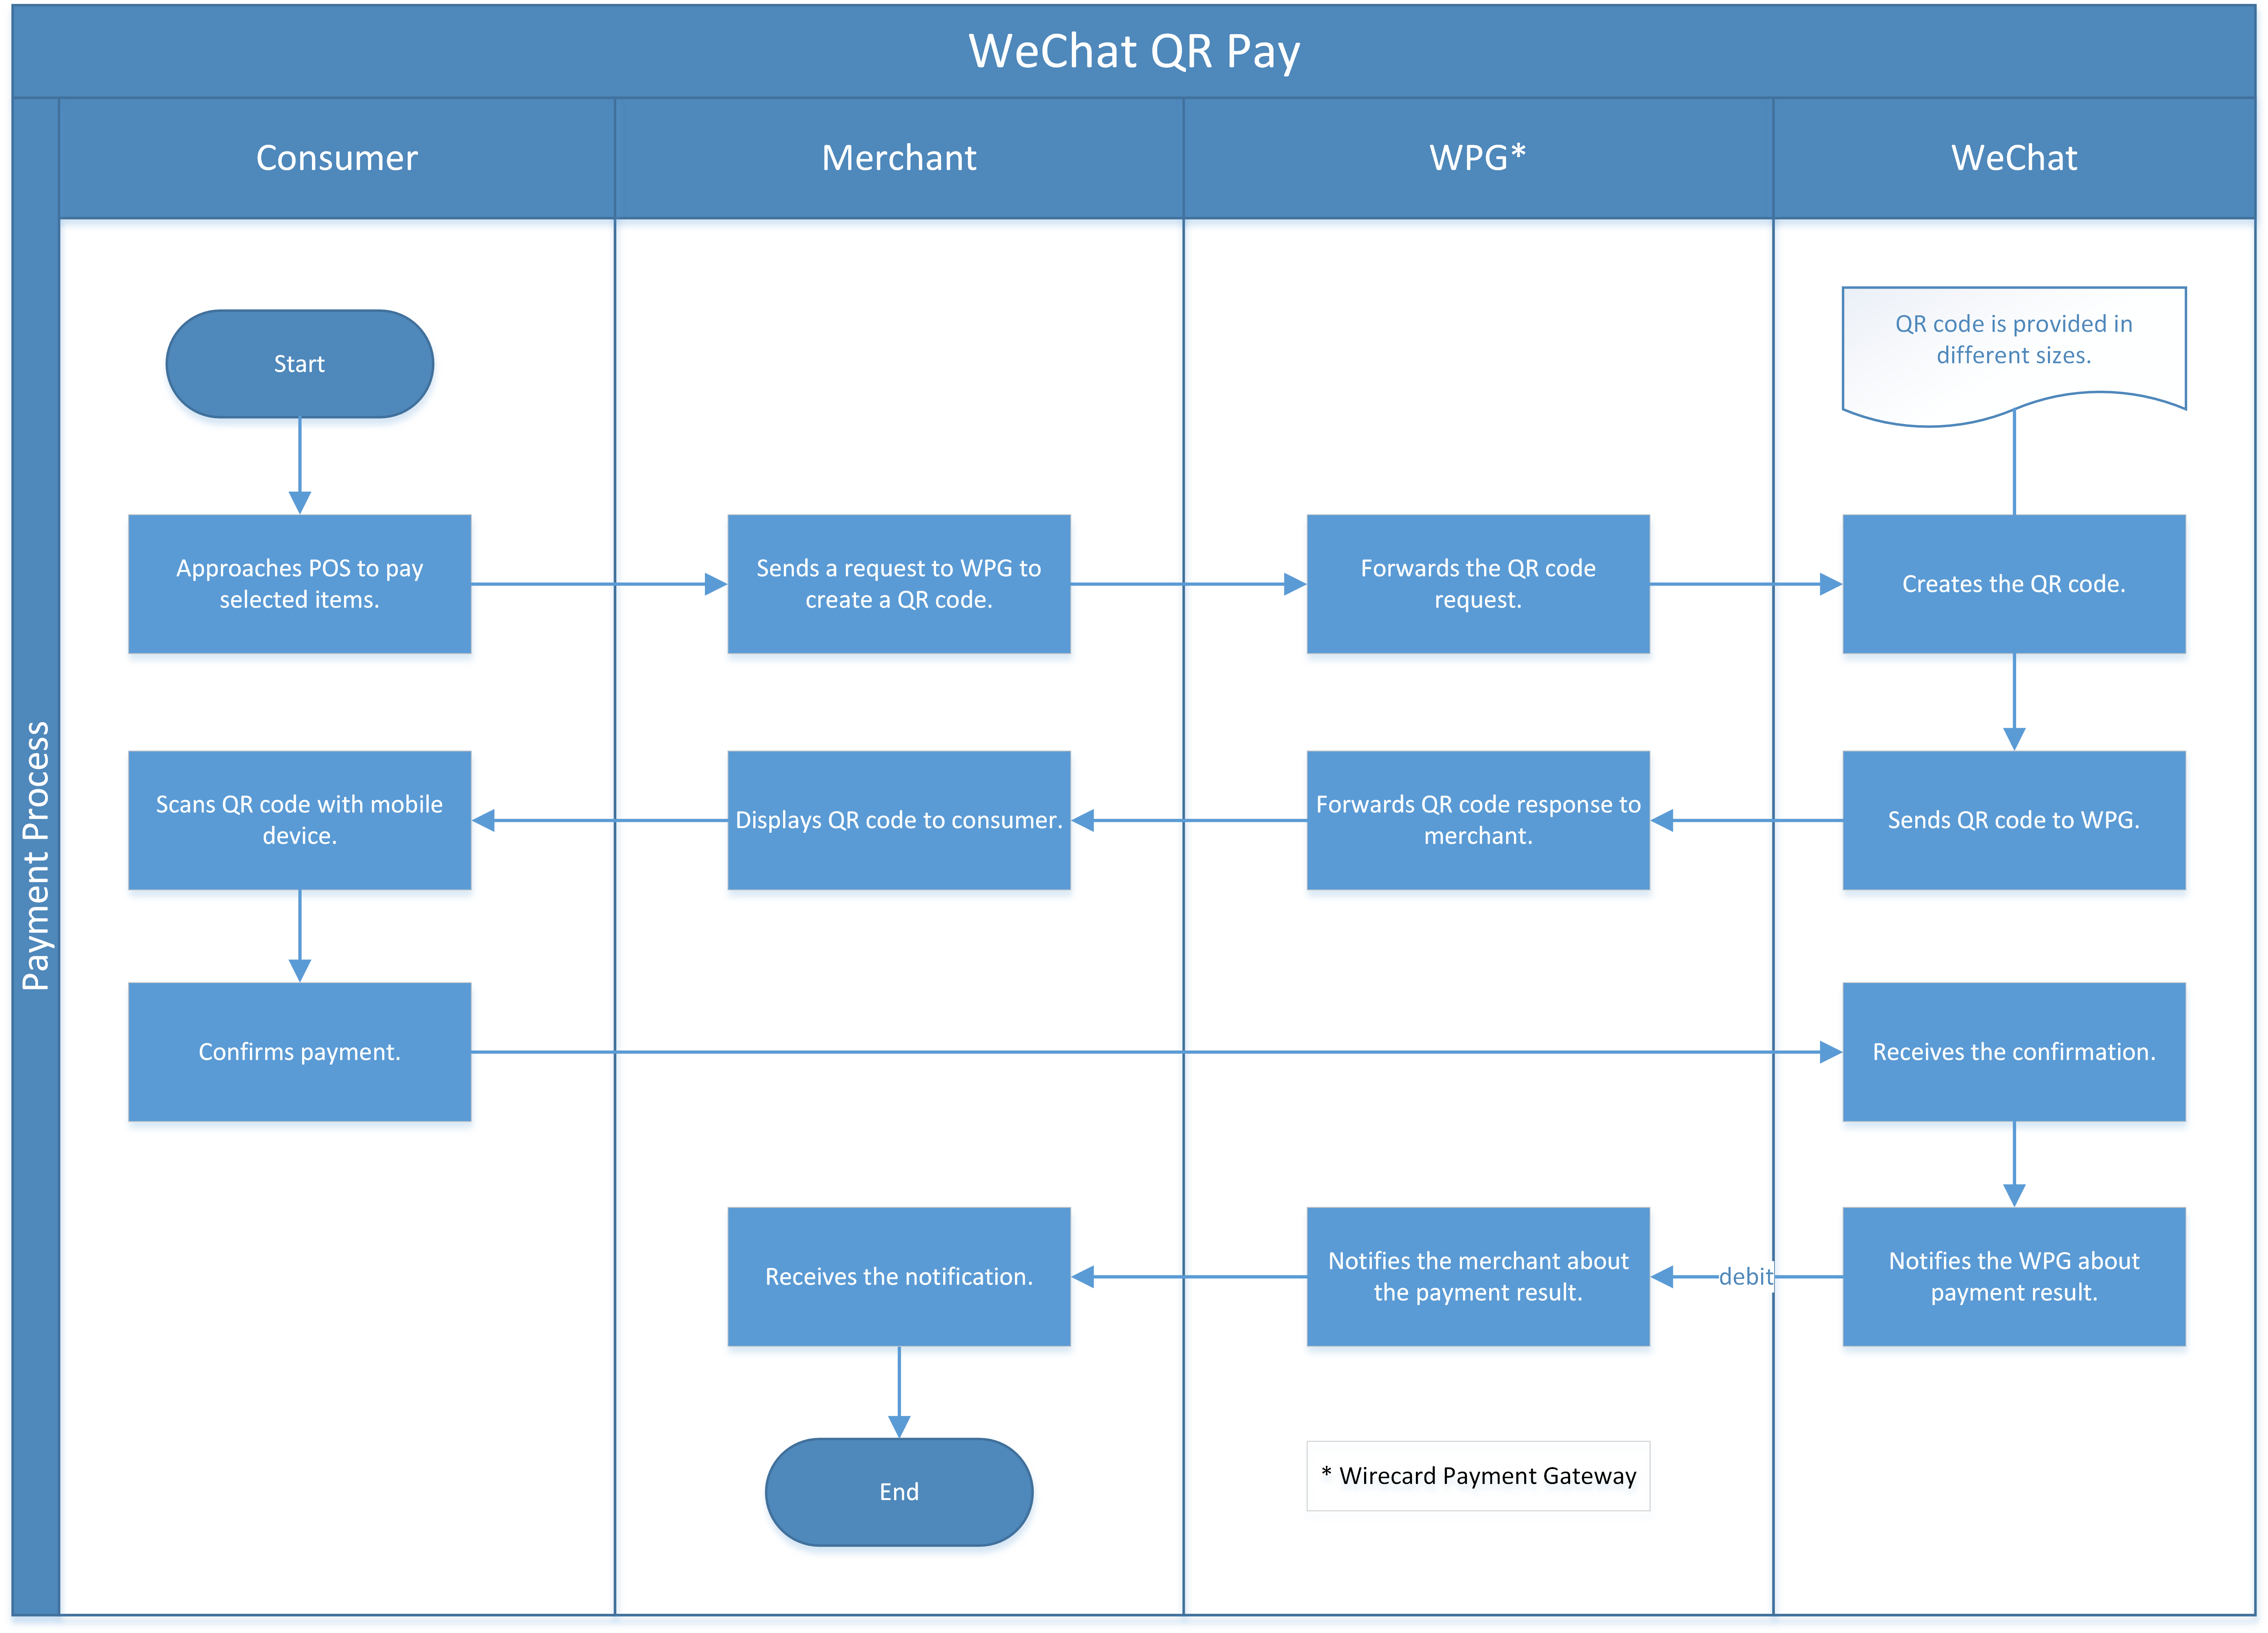 WeChat QR Pay
Payment Process
Consumer
Merchant
WPG*
WeChat
Start
QR code is provided in
different sizes.
Approaches POS to pay
selected items.
Sends a request to WPG to
create a QR code.
Forwards the QR code
request.
Creates the QR code.
Scans QR code with mobile
device.
Displays QR code to consumer.
Forwards QR code response to
merchant.
Sends QR code to WPG.
Confirms payment.
Receives the confirmation.
Receives the notification.
Notifies the merchant about
the payment result.
debit
Notifies the WPG about
payment result.
End
* Wirecard Payment Gateway